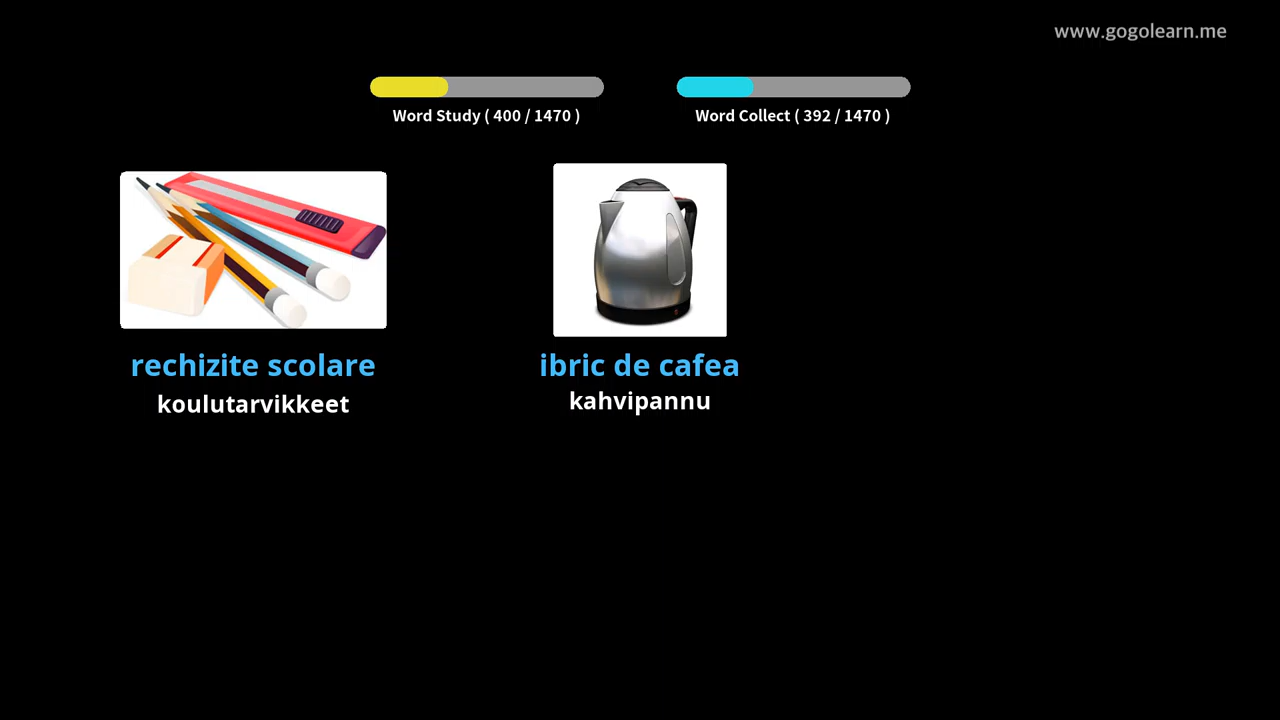 www.gogolearn.me
Word Study ( 400 / 1470 )
Word Collect ( 392 / 1470 )
rechizite scolare
koulutarvikkeet
ibric de cafea
kahvipannu